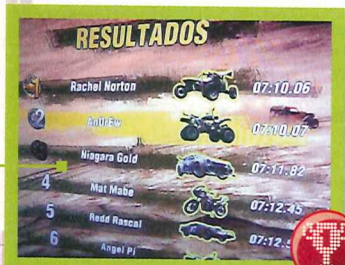 RESULTADOS
1 Rachel Norton 07:10.06
2 AnDrEw 07:10.07
Niagara Gold 07:11.82
4 Mat Mabe 07:12.45
5 Redd Rascal
6 Angel Pi